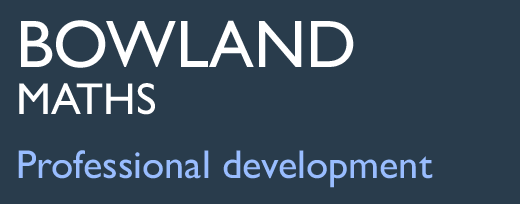 BOWLAND
MATHS
Professional development